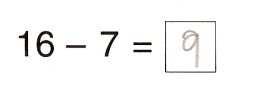 16 – 7 = 9